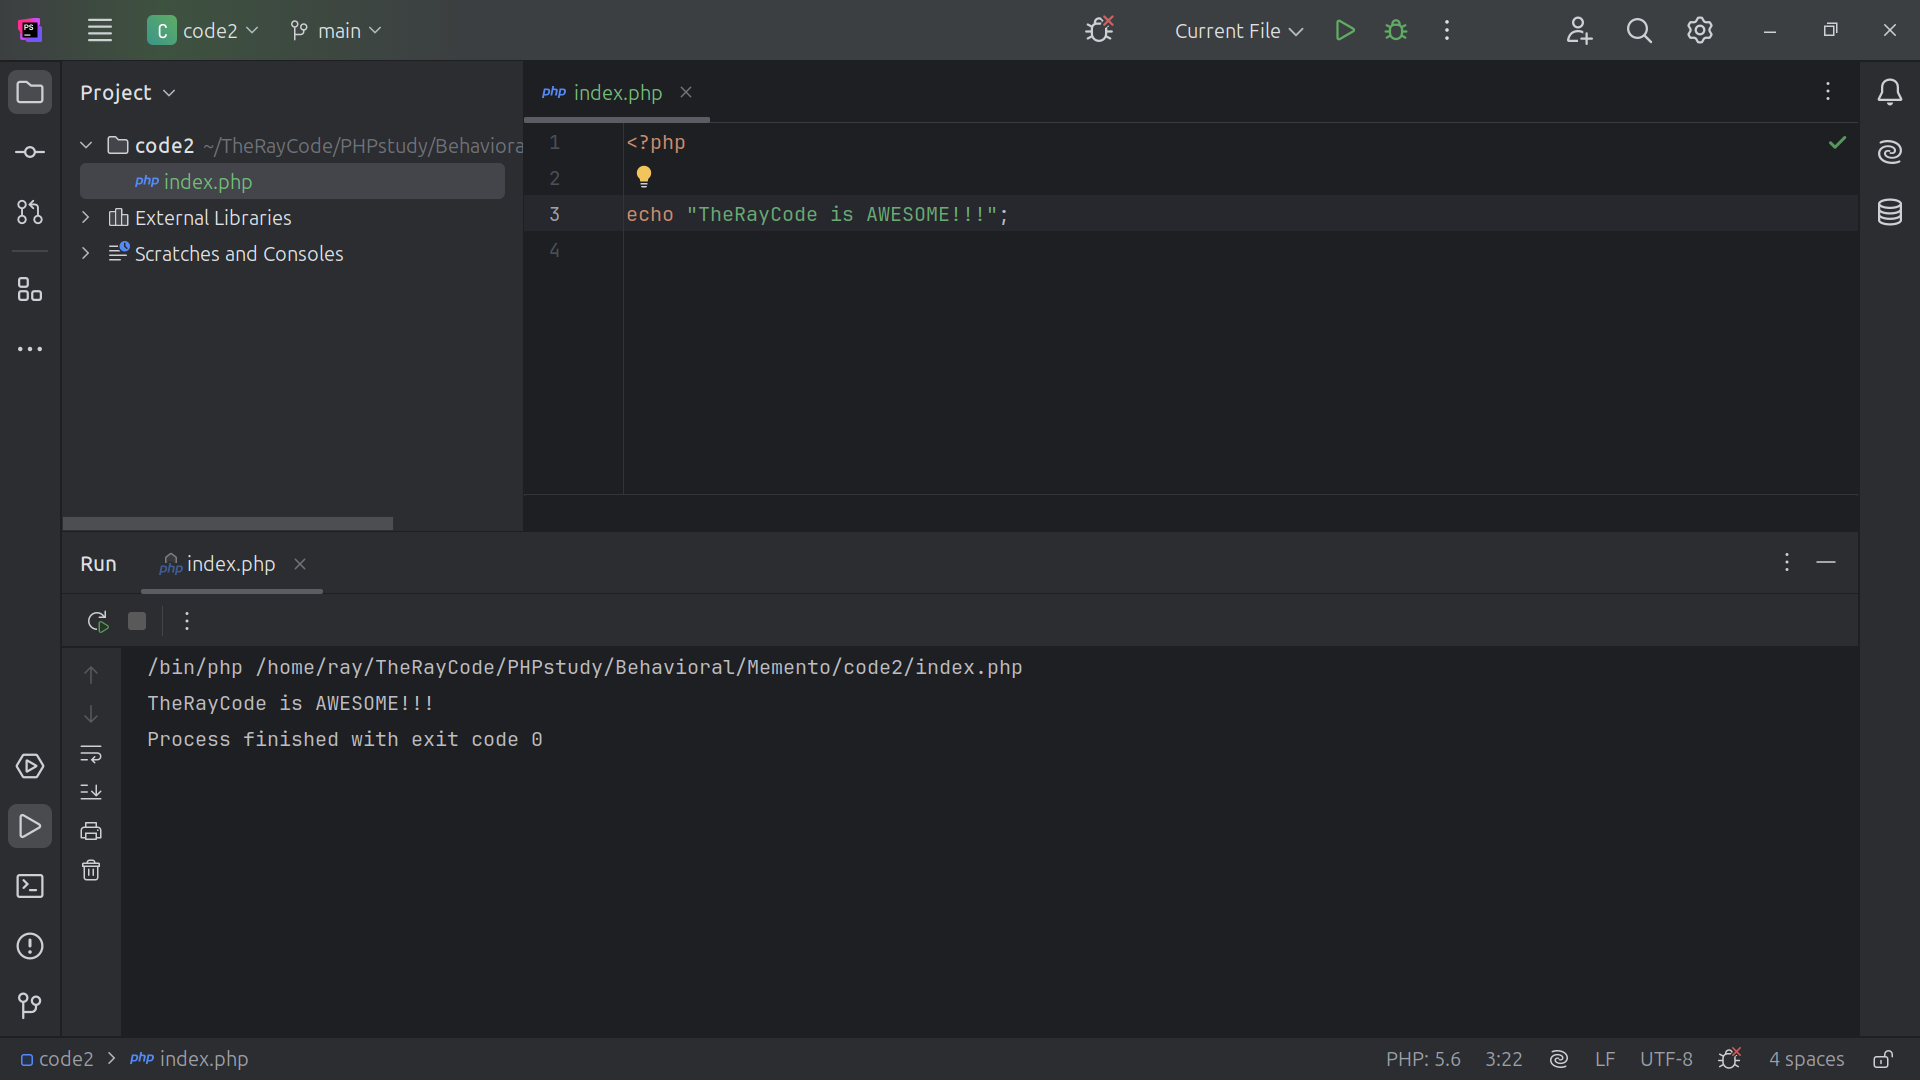 PS
C code2
main
Current File
Project
php index.php
code2 ~/TheRayCode/PHPstudy/Behaviora
php index.php
External Libraries
Scratches and Consoles
1 <?php
2
3 echo "TheRayCode is AWESOME!!!";
4
Run
php index.php
/bin/php /home/ray/TheRayCode/PHPstudy/Behavioral/Memento/code2/index.php
TheRayCode is AWESOME!!!
Process finished with exit code 0
code2 > php index.php
PHP: 5.6 3:22 LF UTF-8 4 spaces